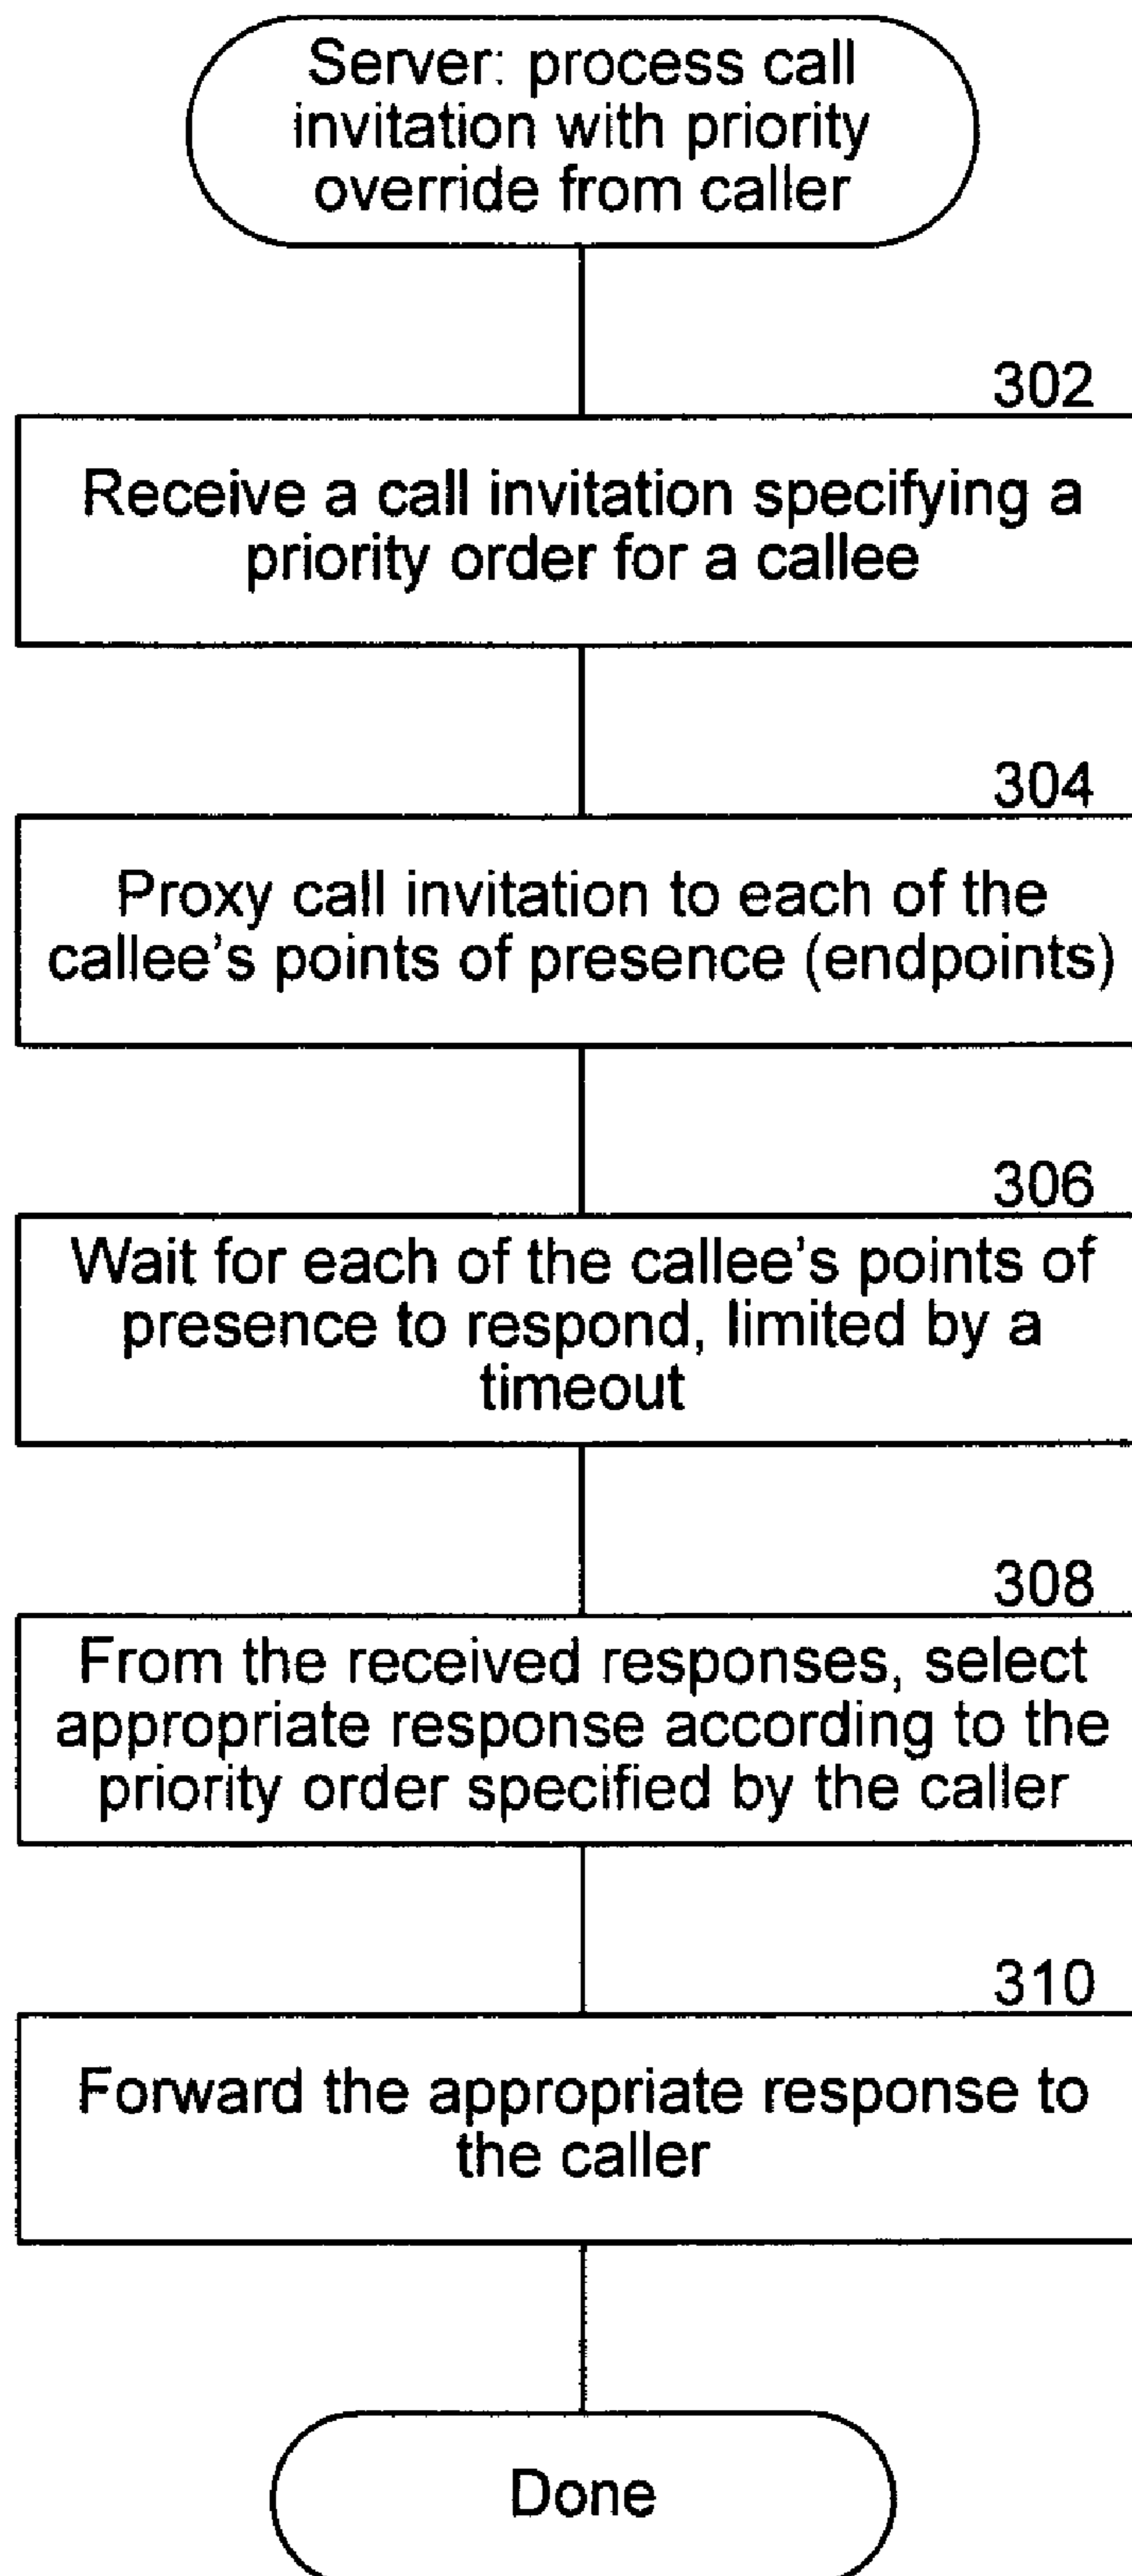 Server: process call
invitation with priority
override from caller
302
Receive a call invitation specifying a
priority order for a callee
304
Proxy call invitation to each of the
callee's points of presence (endpoints)
306
Wait for each of the callee's points of
presence to respond, limited by a
timeout
308
From the received responses, select
appropriate response according to the
priority order specified by the caller
310
Forward the appropriate response to
the caller
Done